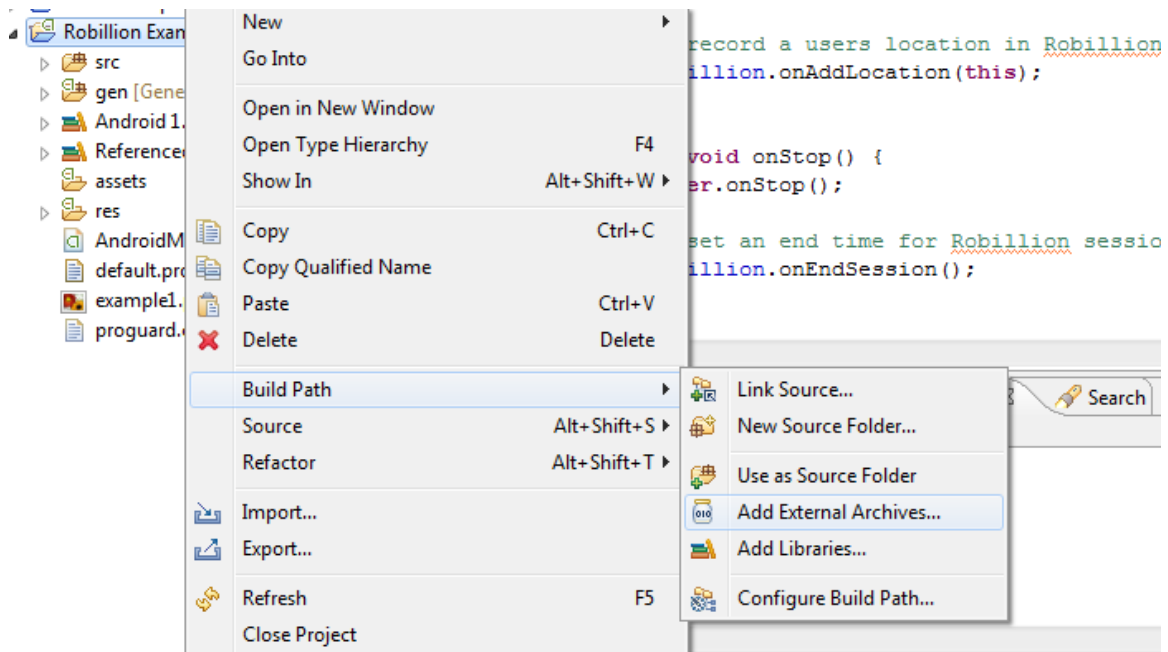 Robillion Exan
src
gen [Gene
Android 1.
Reference
assets
res
AndroidM
default.pro
example1.
proguard.
New
Go Into
Open in New Window
Open Type Hierarchy F4
Show In Alt+Shift+W
Copy Ctrl+C
Copy Qualified Name
Paste Ctrl+V
Delete Delete
Build Path
Source Alt+Shift+S
Refactor Alt+Shift+T
Import...
Export...
Refresh F5
Close Project
Link Source...
New Source Folder...
Use as Source Folder
Add External Archives...
Add Libraries...
Configure Build Path...
record a users location in Robillion
illion.onAddLocation(this);
void onStop() {
er.onStop();
set an end time for Robillion sessio
illion.onEndSession();
Search